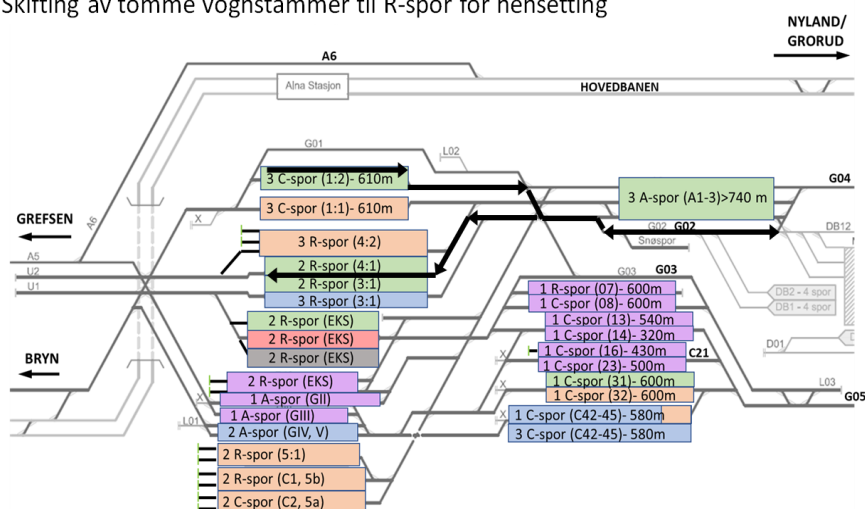 Skifting av tomme vognstammer til R-spor for hensetting
NYLAND/
GRORUD
A6
Alna Stasjon
HOVEDBANEN
G01
L02
3 C-spor (1:2)- 610m
3 A-spor (A1-3)>740 m
G04
A6
GREFSEN
X
3 C-spor (1:1)- 610m
G02
G02
DB12
3 R-spor (4:2)
Snøspor
A5
U2
2 R-spor (4:1)
G03
G03
U1
2 R-spor (3:1)
3 R-spor (3:1)
1 R-spor (07)- 600m
1 C-spor (08)- 600m
DB2 - 4 spor
DB1 - 4 spor
2 R-spor (EKS)
1 C-spor (13)- 540m
2 R-spor (EKS)
1 C-spor (14)- 320m
2 R-spor (EKS)
X
1 C-spor (16)- 430m
C21
D01
BRYN
1 C-spor (23)- 500m
2 R-spor (EKS)
1 C-spor (31)- 600m
L03
X
1 A-spor (GII)
X
1 C-spor (32)- 600m
G05
1 A-spor (GIII)
X
1 C-spor (C42-45)- 580m
L01
2 A-spor (GIV, V)
3 C-spor (C42-45)- 580m
2 R-spor (5:1)
2 R-spor (C1, 5b)
2 C-spor (C2, 5a)